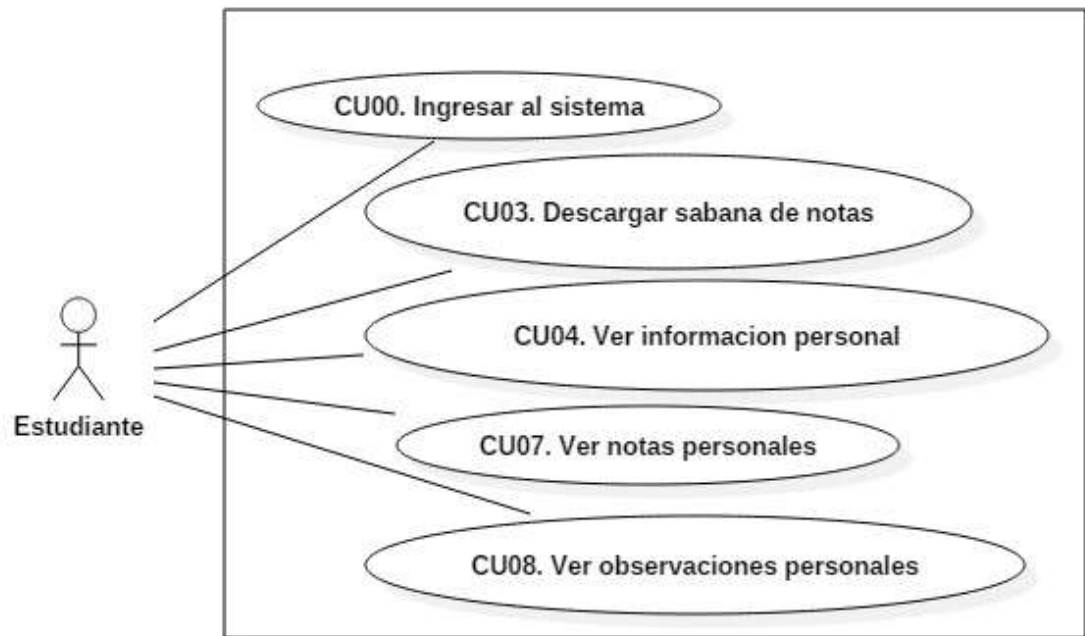 CU00. Ingresar al sistema
CU03. Descargar sabana de notas
CU04. Ver informacion personal
Estudiante
CU07. Ver notas personales
CU08. Ver observaciones personales